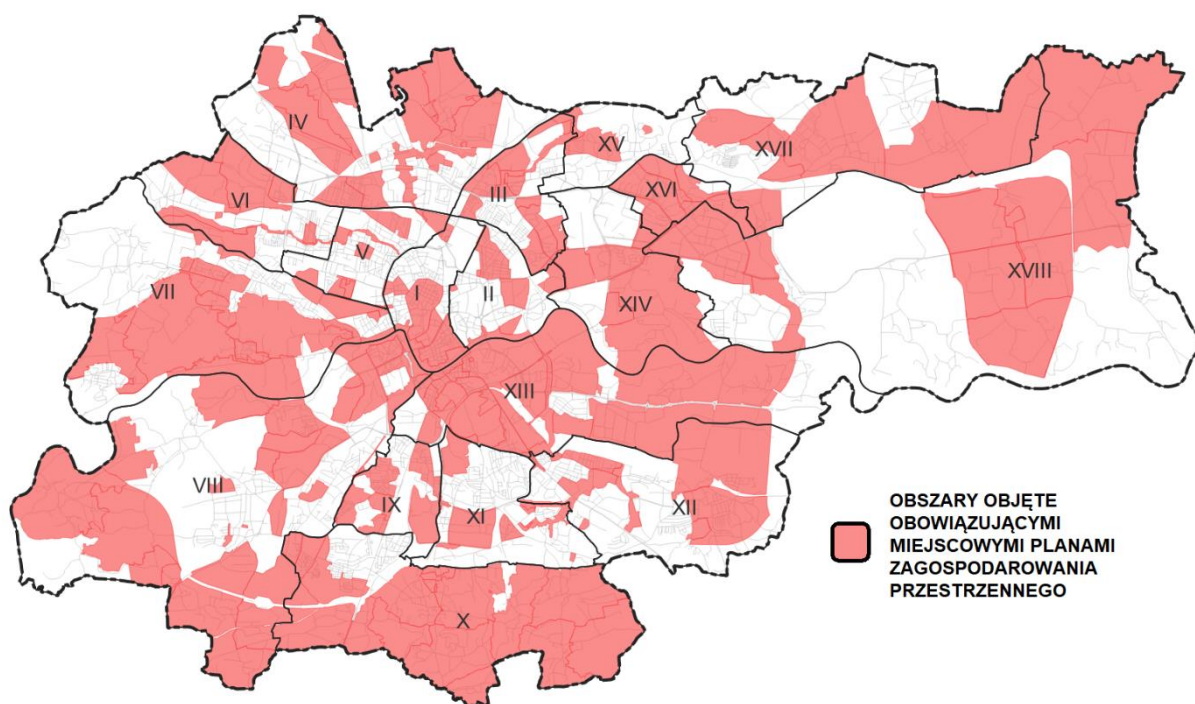 IV
XV
XVII
III
XVI
VI
V
VII
I
II
XIV
XVIII
XIII
VIII
IX
XI
XII
X
OBSZARY OBJĘTE
OBOWIĄZUJĄCYMI
MIEJSCOWYMI PLANAMI
ZAGOSPODAROWANIA
PRZESTRZENNEGO